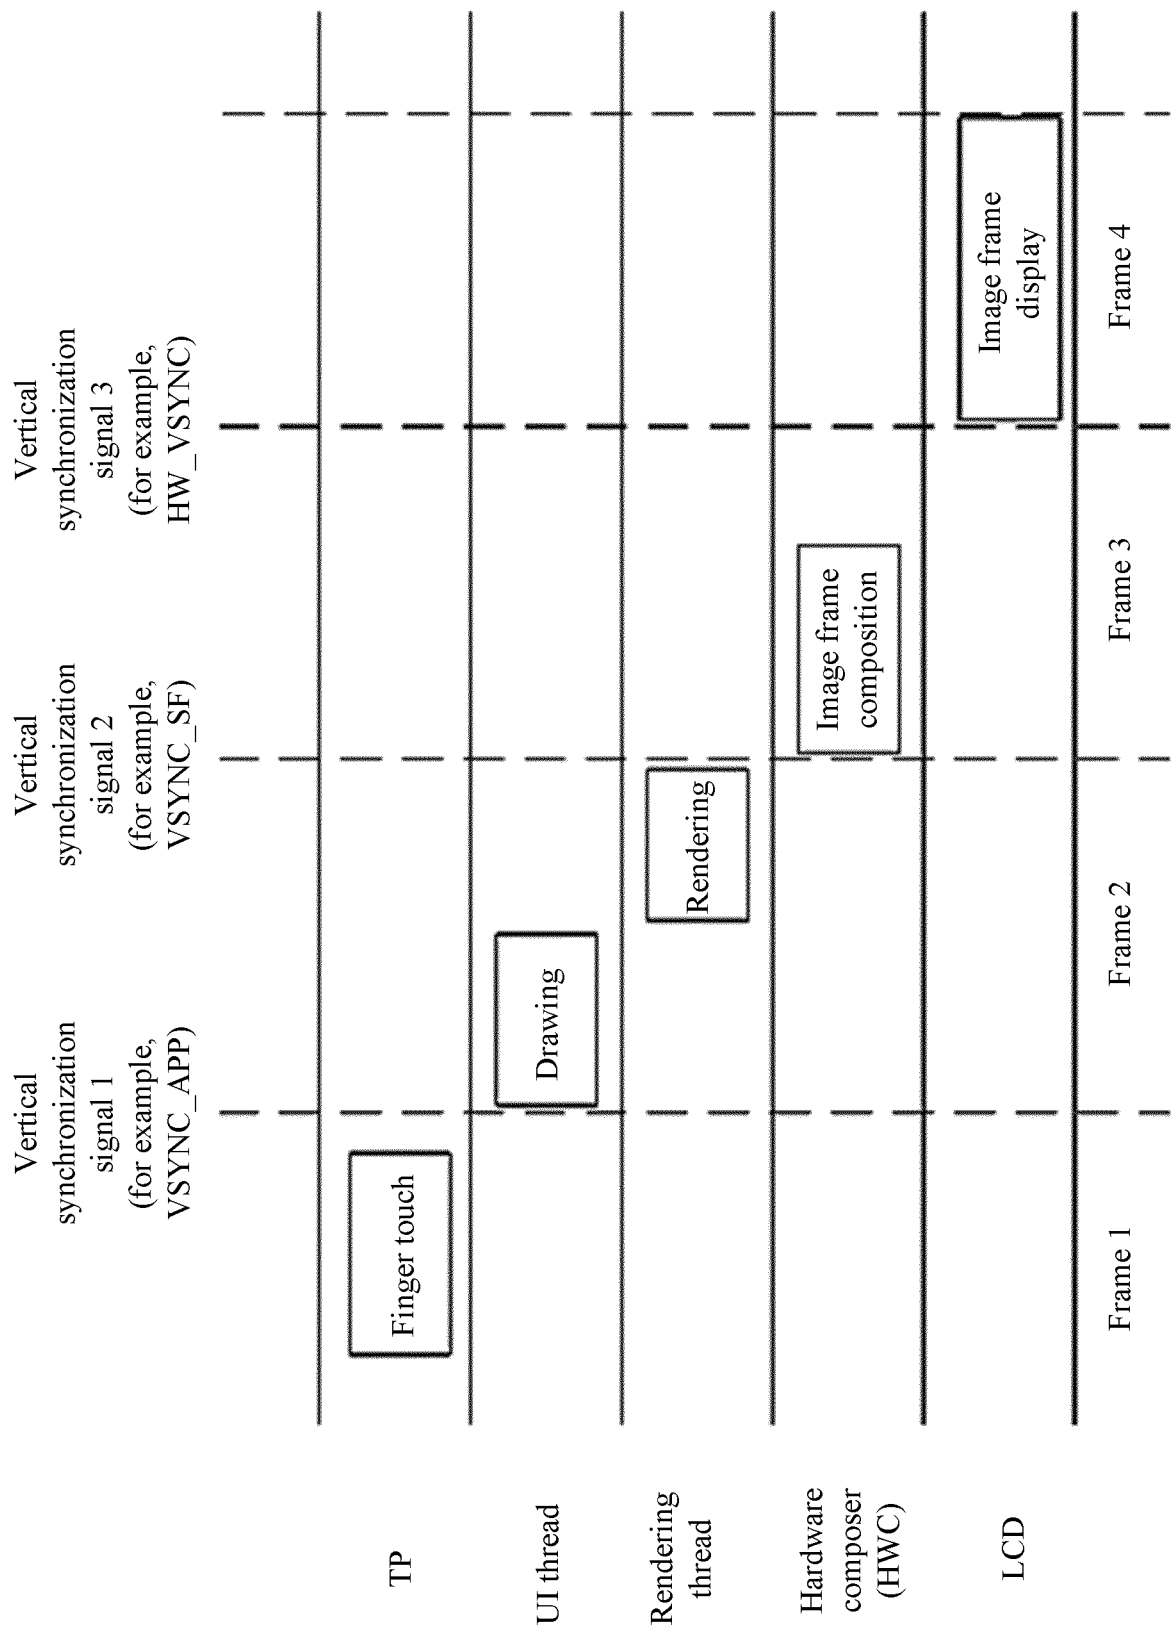 Vertical
synchronization
signal 1
(for example,
VSYNC_APP)
Vertical
synchronization
signal 2
(for example,
VSYNC_SF)
Vertical
synchronization
signal 3
(for example,
HW_VSYNC)
TP
Finger touch
UI thread
Drawing
Rendering
thread
Rendering
Hardware
composer
(HWC)
Image frame
composition
LCD
Image frame
display
Frame 1
Frame 2
Frame 3
Frame 4